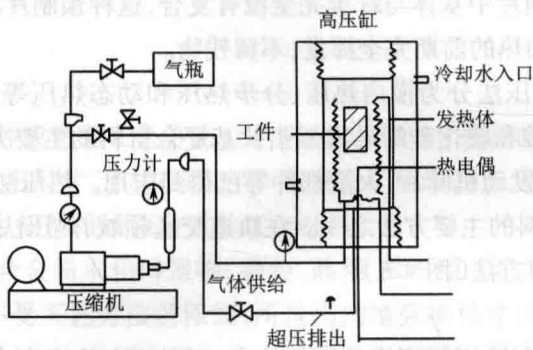 高压缸
气瓶
冷却水入口
发热体
工件
压力计
热电偶
气体供给
压缩机
超压排出